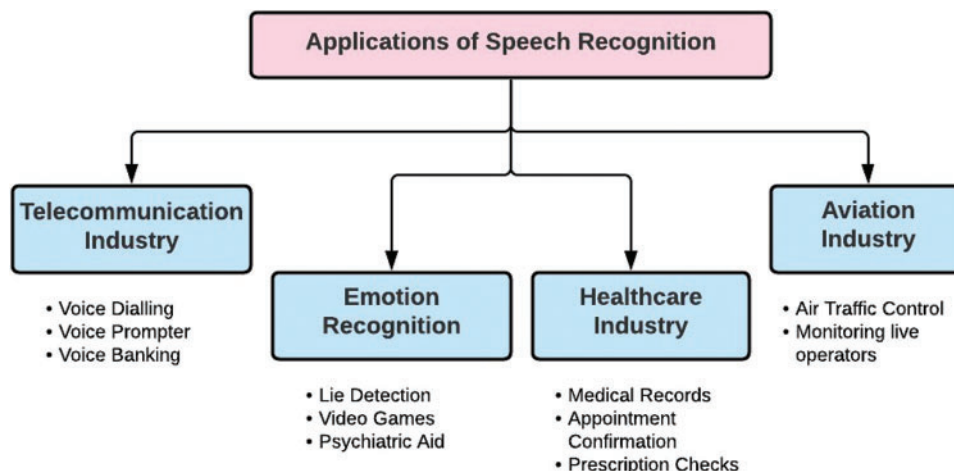 Applications of Speech Recognition
Telecommunication
Industry
• Voice Dialling
• Voice Prompter
• Voice Banking
Emotion
Recognition
• Lie Detection
• Video Games
• Psychiatric Aid
Healthcare
Industry
• Medical Records
• Appointment
Confirmation
• Prescription Checks
Aviation
Industry
• Air Traffic Control
• Monitoring live
operators